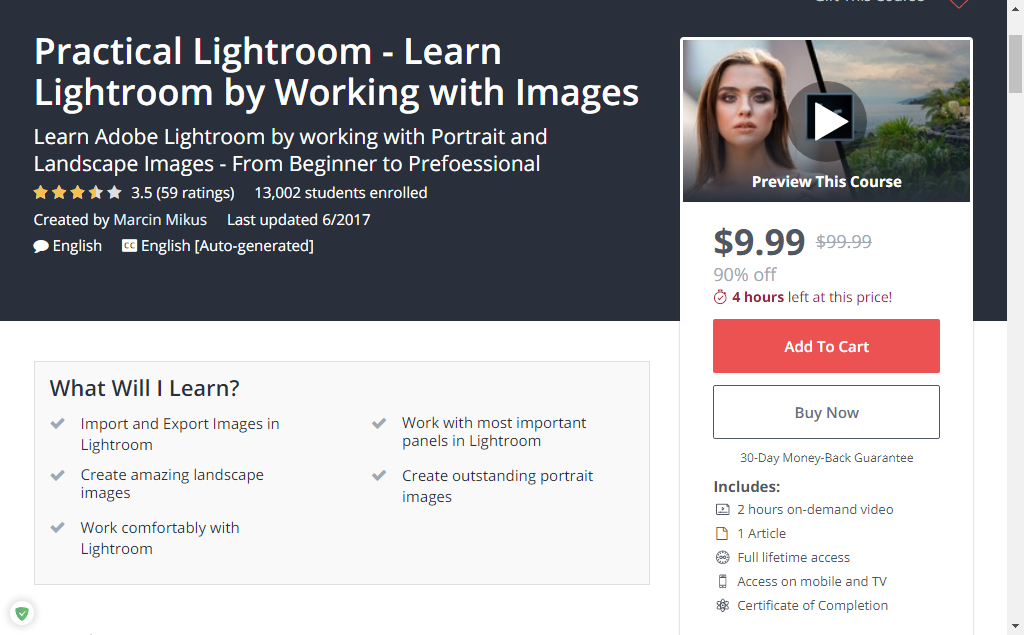 Practical Lightroom - Learn
Lightroom by Working with Images
Learn Adobe Lightroom by working with Portrait and
Landscape Images - From Beginner to Prefoessional
3.5 (59 ratings) 13,002 students enrolled
Created by Marcin Mikus Last updated 6/2017
English CC English [Auto-generated]
Preview This Course
$9.99 $99.99
90% off
4 hours left at this price!
Add To Cart
Buy Now
30-Day Money-Back Guarantee
Includes:
2 hours on-demand video
1 Article
Full lifetime access
Access on mobile and TV
Certificate of Completion
What Will I Learn?
Import and Export Images in
Lightroom
Create amazing landscape
images
Work comfortably with
Lightroom
Work with most important
panels in Lightroom
Create outstanding portrait
images